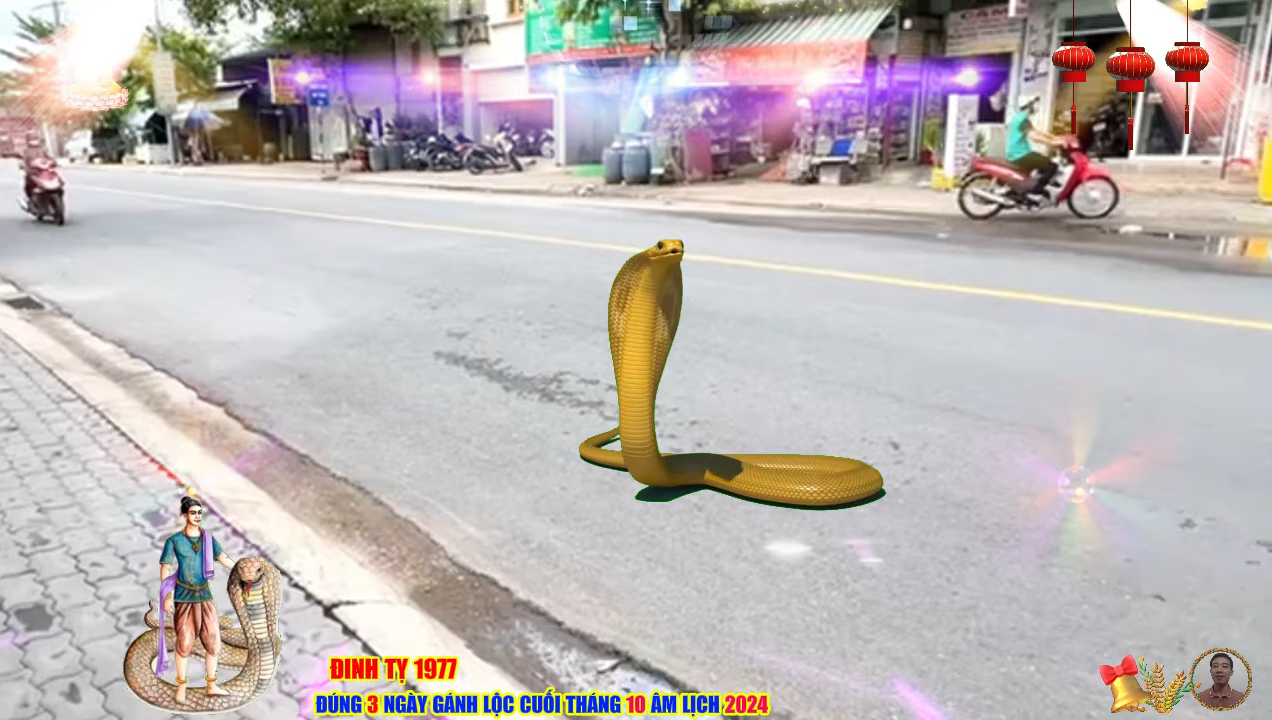 ĐINH TỴ 1977
ĐÚNG 3 NGÀY GÁNH LỘC CUỐI THÁNG 10 ÂM LỊCH 2024